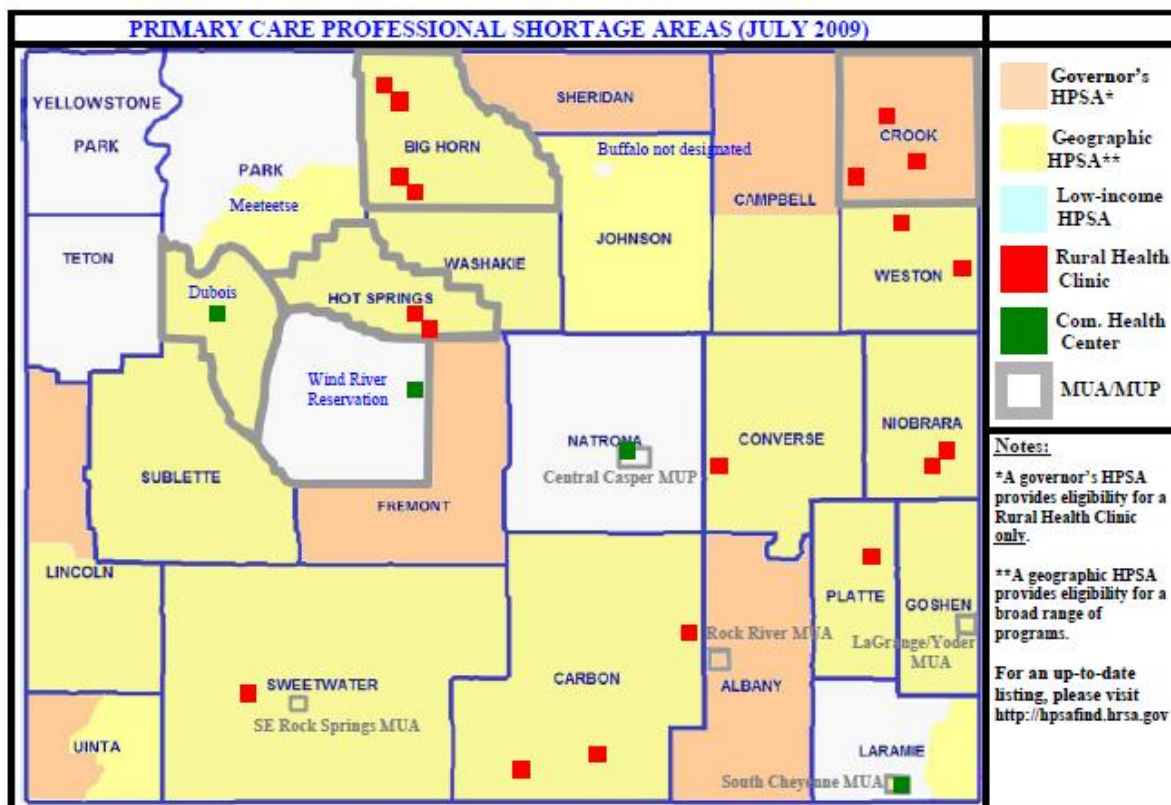 PRIMARY CARE PROFESSIONAL SHORTAGE AREAS (JULY 2009)
YELLOWSTONE
PARK
PARK
Meeteetse
BIG HORN
SHERIDAN
Buffalo not designated
CROOK
CAMPBELL
TETON
Dubois
HOT SPRINGS
WASHAKIE
JOHNSON
WESTON
Wind River
Reservation
SUBLETTE
FREMONT
NATRONA
Central Casper MUP
CONVERSE
NIOBRARA
LINCOLN
PLATTE
GOSHEN
LaGrange/Yoder
MUA
Rock River MUA
ALBANY
CARBON
SWEETWATER
SE Rock Springs MUA
UINTA
LARAMIE
South Cheyenne MUA
Governor's
HPSA*
Geographic
HPSA**
Low-income
HPSA
Rural Health
Clinic
Com. Health
Center
MUA/MUP
Notes:
*A governor's HPSA
provides eligibility for a
Rural Health Clinic
only.
**A geographic HPSA
provides eligibility for a
broad range of
programs.
For an up-to-date
listing, please visit
http://hpsafind.hrsa.gov